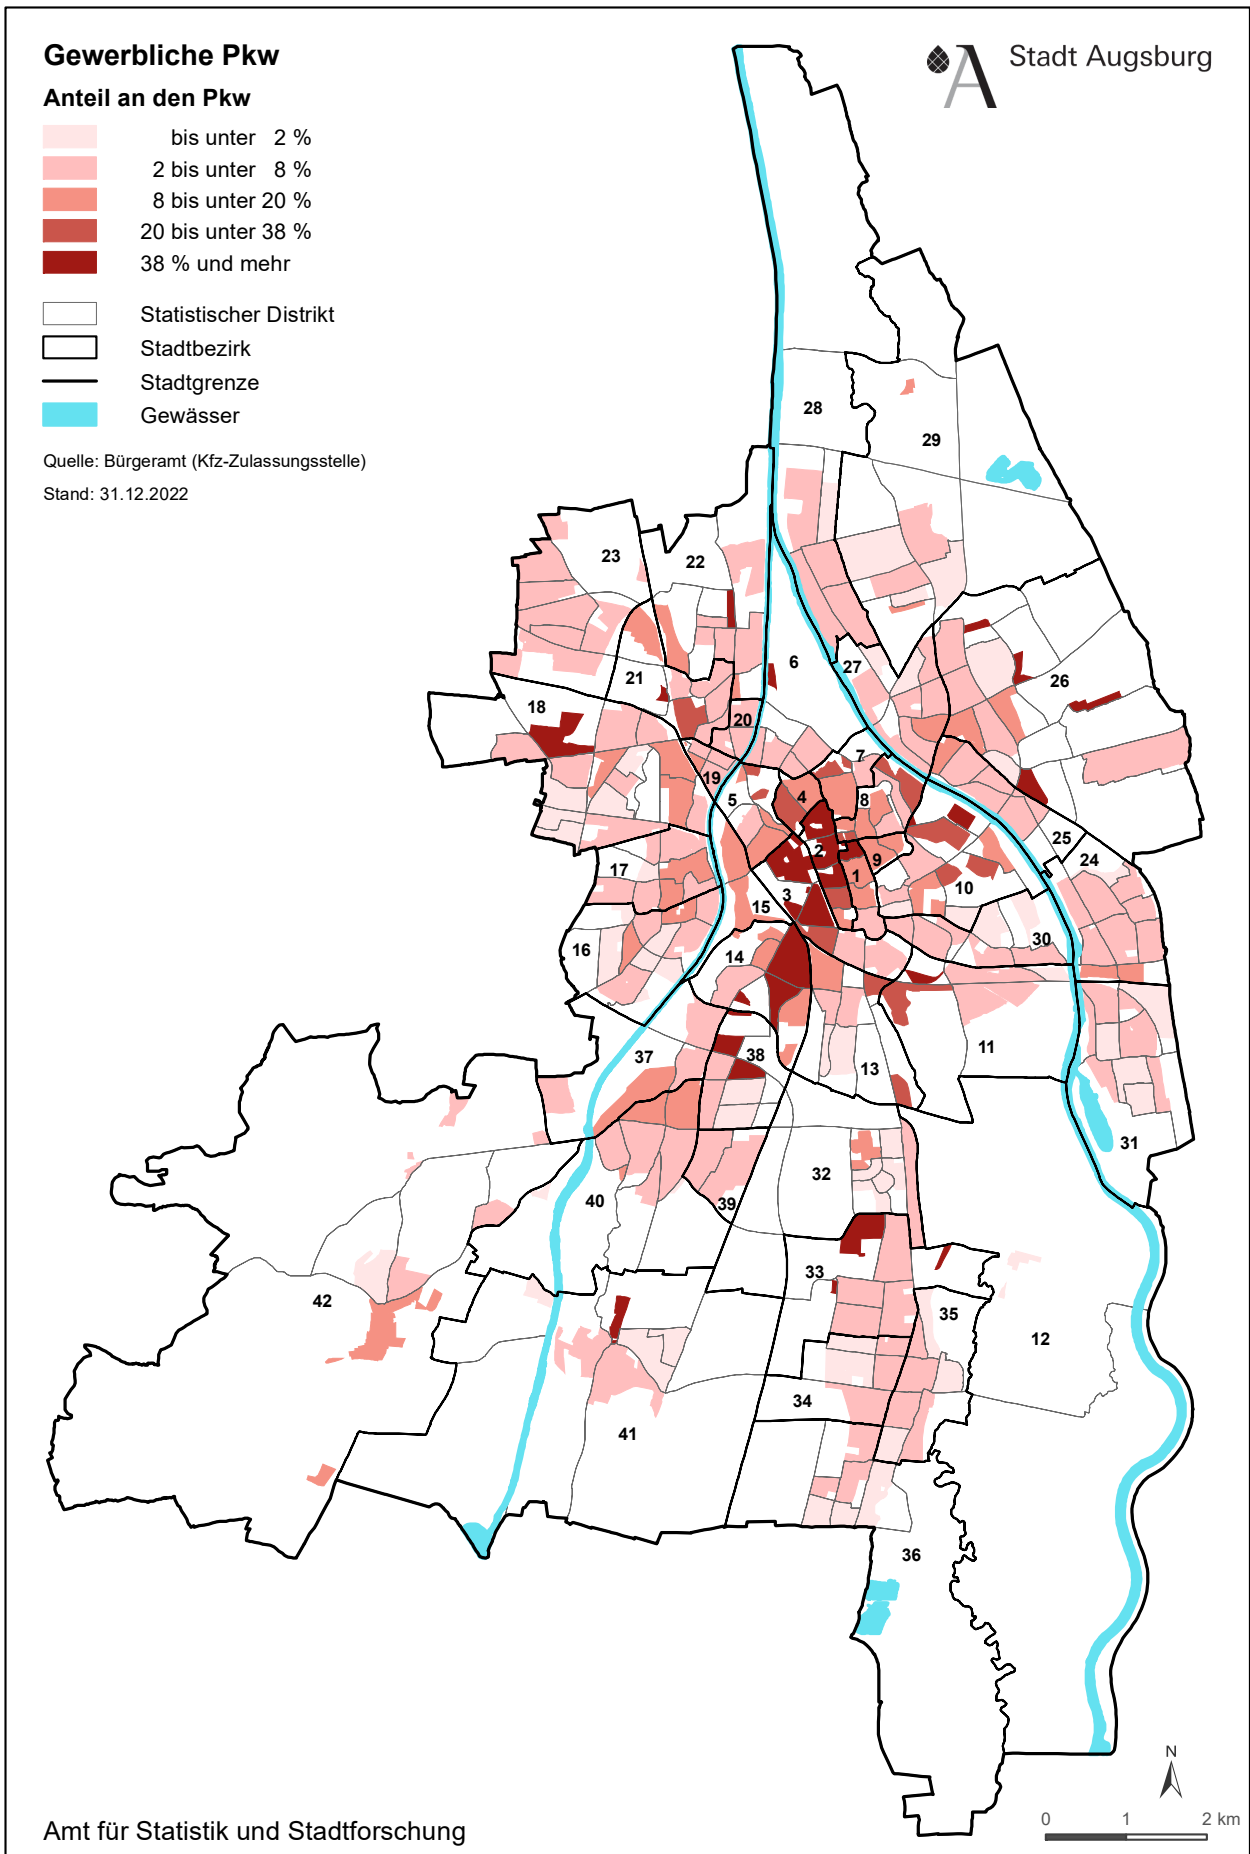 Gewerbliche Pkw
Anteil an den Pkw
bis unter 2 %
2 bis unter 8 %
8 bis unter 20 %
20 bis unter 38 %
38 % und mehr
Statistischer Distrikt
Stadtbezirk
Stadtgrenze
Gewässer
Quelle: Bürgeramt (Kfz-Zulassungsstelle)
Stand: 31.12.2022
A Stadt Augsburg
28
29
23
22
6
27
21
26
18
20
7
19
5
4
8
25
2
24
9
17
1
10
3
15
30
16
14
11
37
38
13
31
32
40
39
33
42
35
12
34
41
36
N
0 1 2 km
Amt für Statistik und Stadtforschung